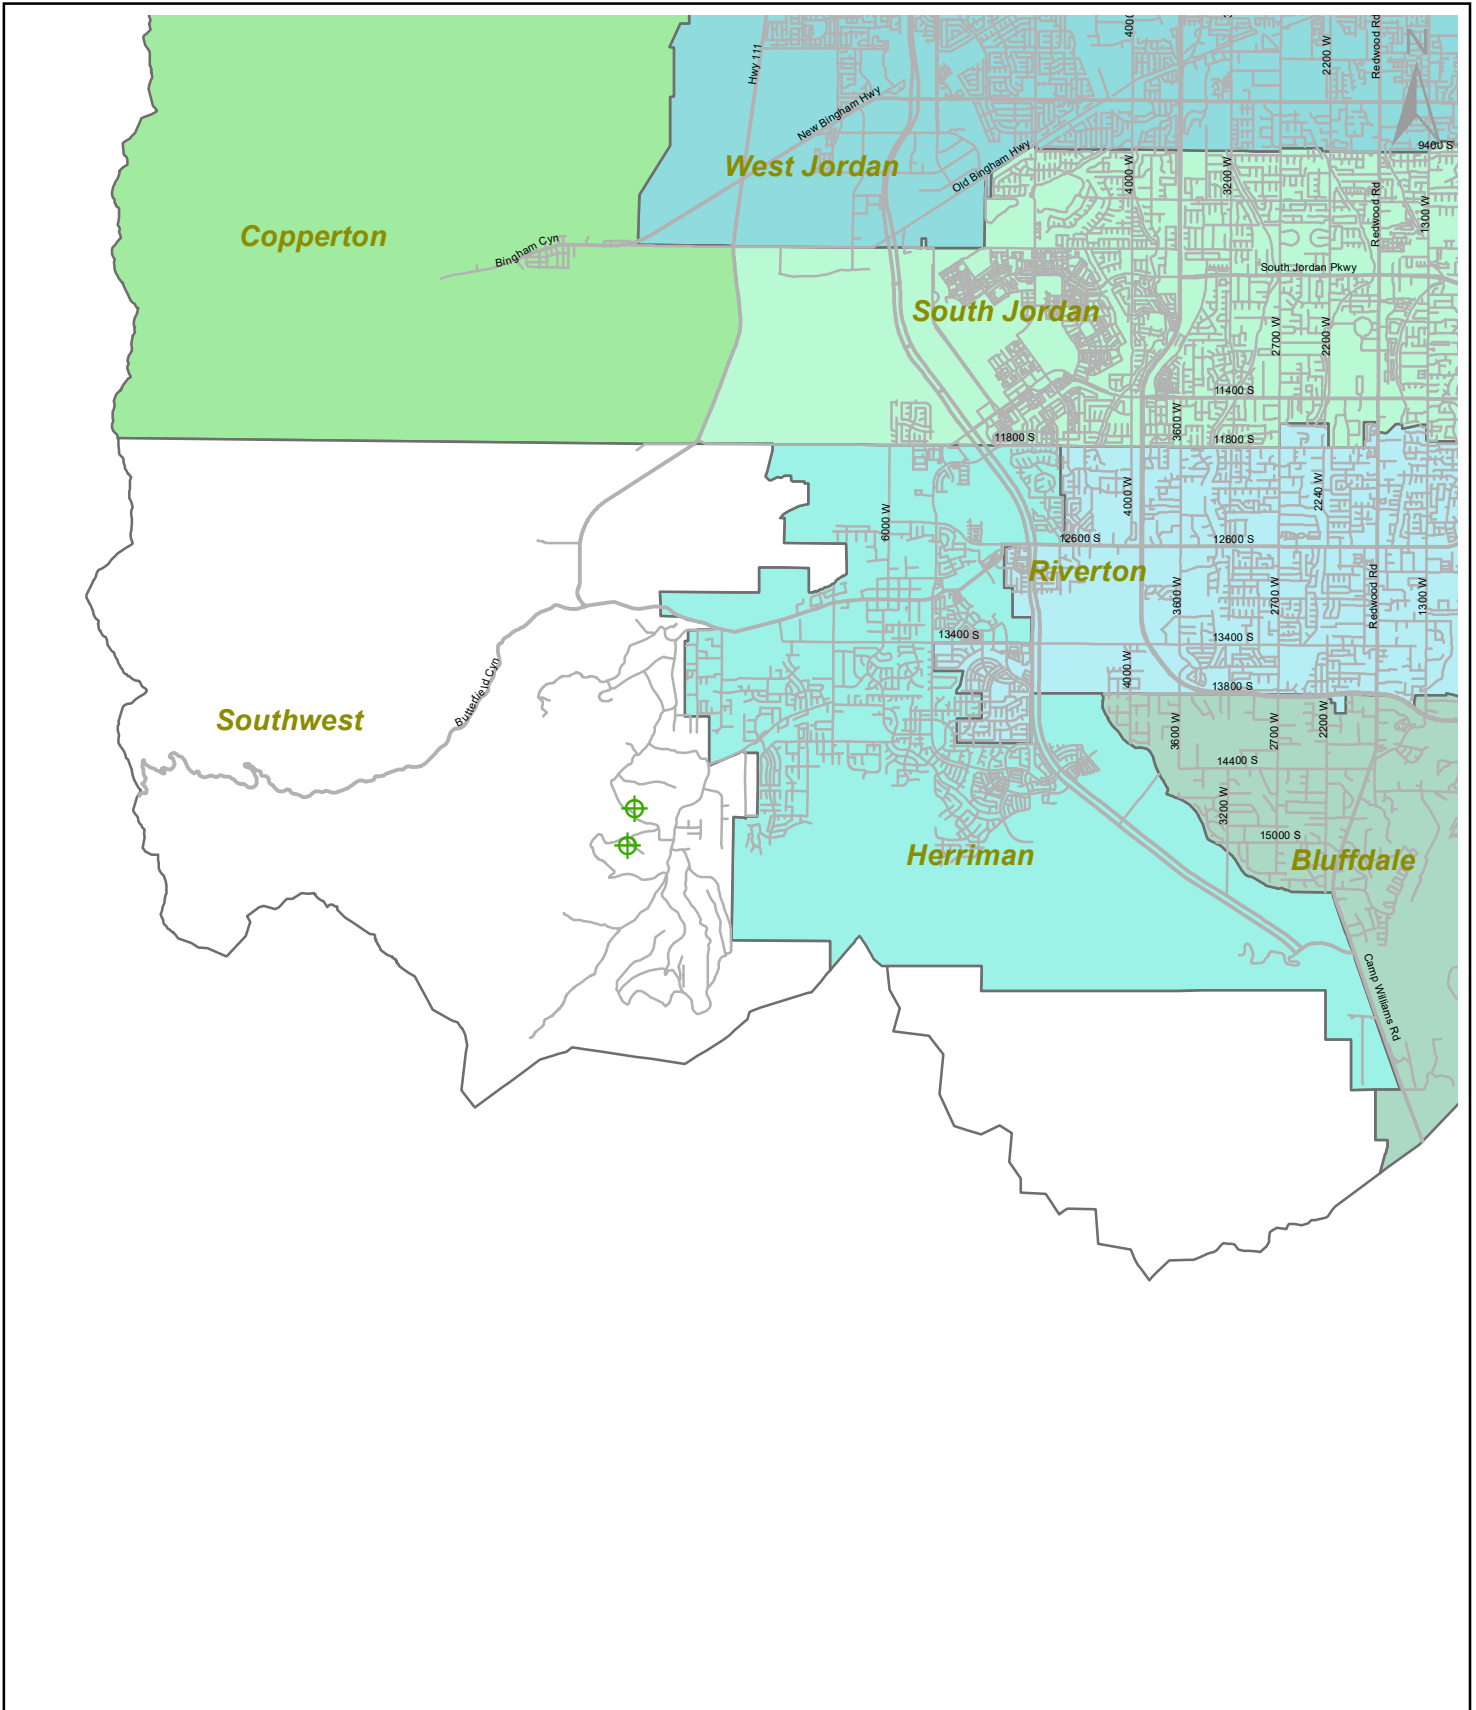 4000
Redwood Rd
2200 W
Hwy 111
N
New Bingham Hwy
9400 S
Old Bingham Hwy
West Jordan
4000 W
3200 W
Redwood Rd
1300 W
Copperton
Bingham Cyn
South Jordan Pkwy
South Jordan
2700 W
2200 W
11400 S
3600 W
11800 S
11800 S
4000 W
2240 W
6000 W
12600 S
12600 S
Riverton
3600 W
2700 W
Redwood Rd
1300 W
13400 S
13400 S
4000 W
13800 S
Butterfield Cyn
Southwest
3600 W
2700 W
2200 W
14400 S
3200 W
15000 S
Herriman
Bluffdale
Camp Williams Rd